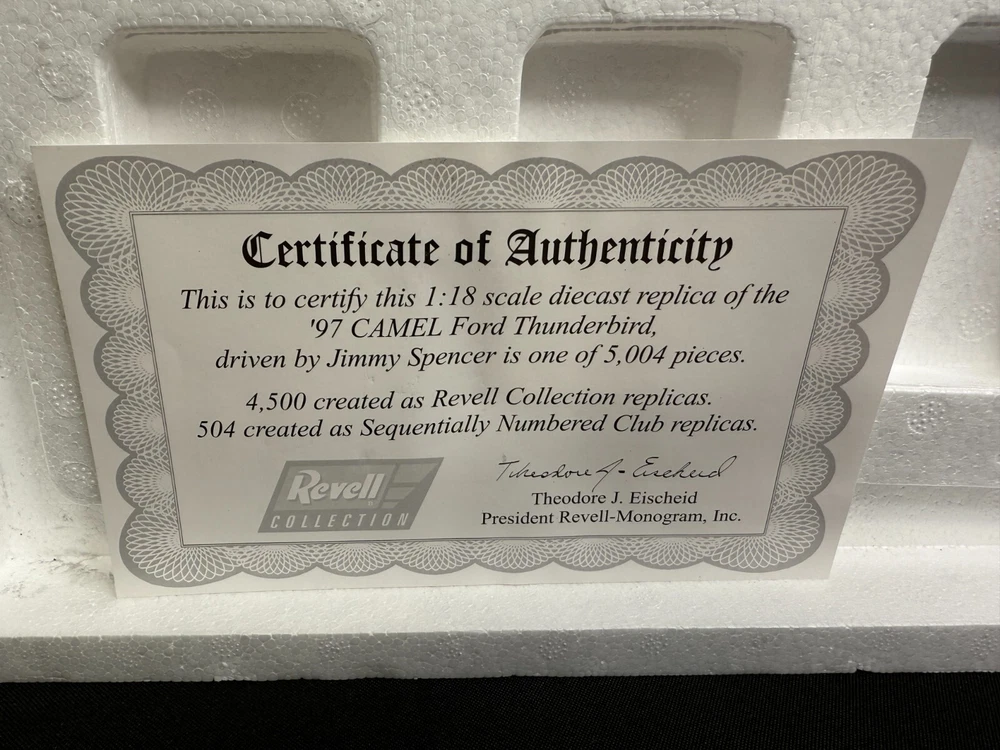 Certificate of Authenticity
This is to certify this 1:18 scale diecast replica of the
'97 CAMEL Ford Thunderbird,
driven by Jimmy Spencer is one of 5,004 pieces.
4,500 created as Revell Collection replicas.
504 created as Sequentially Numbered Club replicas.
Revell
COLLECTION
Theodore J. Eischeid
Theodore J. Eischeid
President Revell-Monogram, Inc.